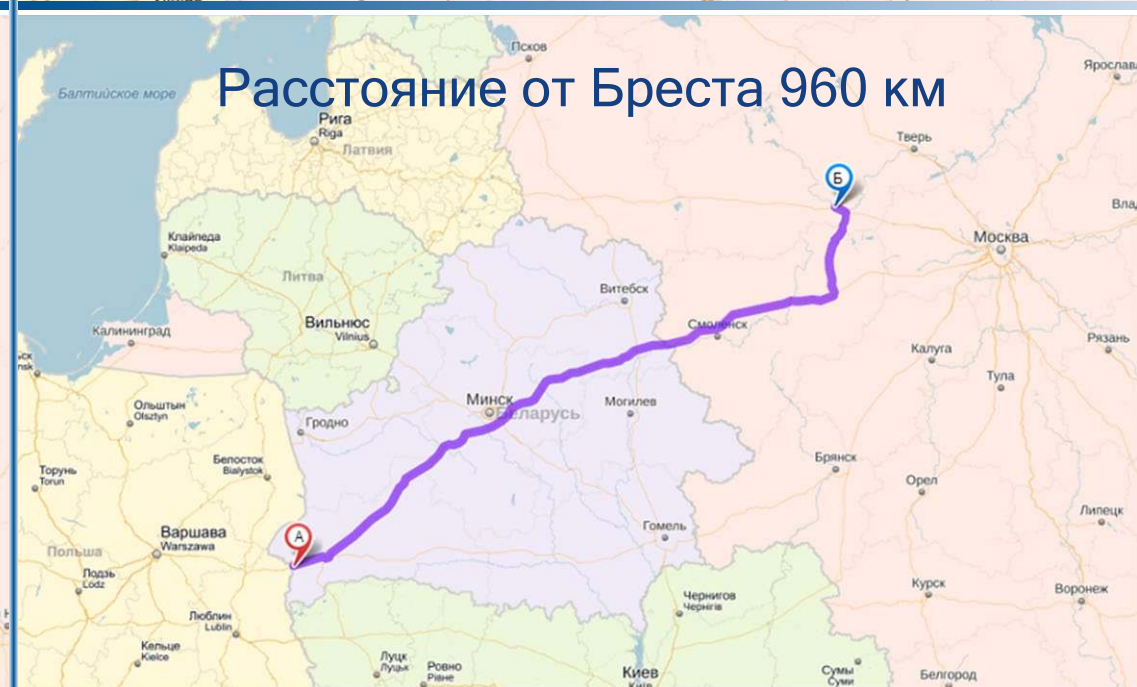 Расстояние от Бреста 960 км
Псков
Балтийское море
Рига
Riga
Латвия
Тверь
Б
Клайпеда
Klaipeda
Москва
Литва
Витебск
Калининград
Вильнюс
Vilnius
Смоленск
Рязань
Калуга
Тула
Ольштын
Olsztyn
Минск
Беларусь
Могилев
Гродно
Белосток
Bialystok
Брянск
Торунь
Torun
Орел
Липецк
Варшава
Warszawa
А
Гомель
Польша
Лодзь
Lodz
Курск
Воронеж
Чернигов
Чернігів
Люблин
Lublin
Кельце
Kielce
Луцк
Луцьк
Ровно
Рівне
Киев
Київ
Сумы
Суми
Белгород